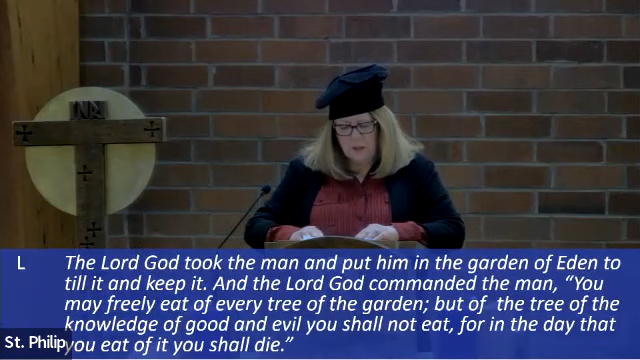 L
The Lord God took the man and put him in the garden of Eden to
till it and keep it. And the Lord God commanded the man, “You
may freely eat of every tree of the garden; but of  the tree of the
knowledge of good and evil you shall not eat, for in the day that
you eat of it you shall die.”
St. Philip